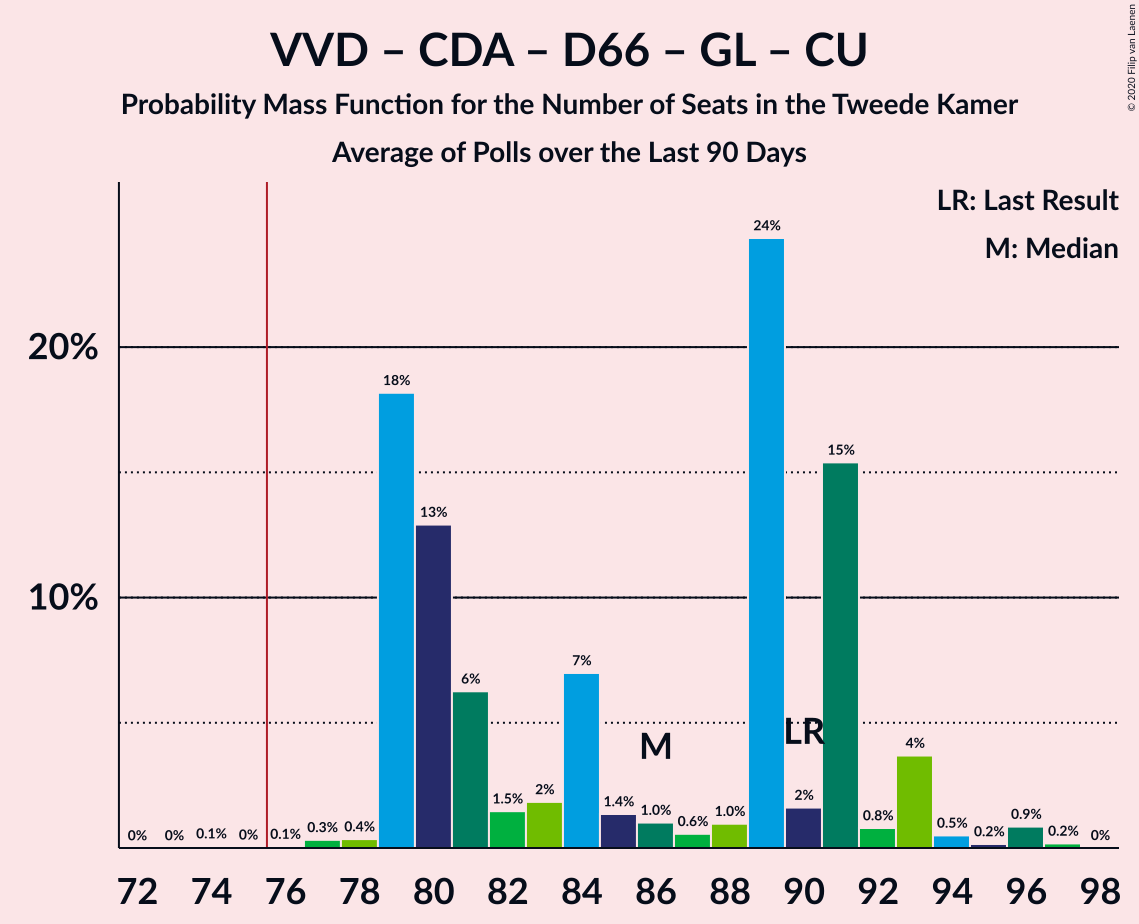 VVD – CDA – D66 – GL – CU
Probability Mass Function for the Number of Seats in the Tweede Kamer
Average of Polls over the Last 90 Days
© 2020 Filip van Laenen
LR: Last Result
M: Median
20%
10%
0% 0% 0.1% 0% 0.1% 0.3% 0.4% 18% 13% 6% 1.5% 2% 7% 1.4% 1.0% 0.6% 1.0% 24% 2% 15% 0.8% 4% 0.5% 0.2% 0.9% 0.2% 0%
M
LR
72 74 76 78 80 82 84 86 88 90 92 94 96 98